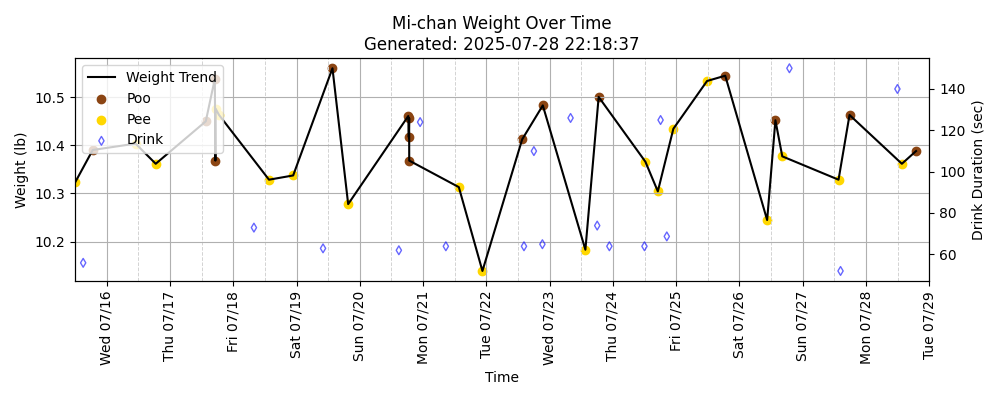 Mi-chan Weight Over Time
Generated: 2025-07-28 22:18:37
Weight Trend
Poo
Pee
Drink
Weight (lb)
10.5
10.4
10.3
10.2
Drink Duration (sec)
140
120
100
80
60
Wed 07/16
Thu 07/17
Fri 07/18
Sat 07/19
Sun 07/20
Mon 07/21
Tue 07/22
Wed 07/23
Thu 07/24
Fri 07/25
Sat 07/26
Sun 07/27
Mon 07/28
Tue 07/29
Time